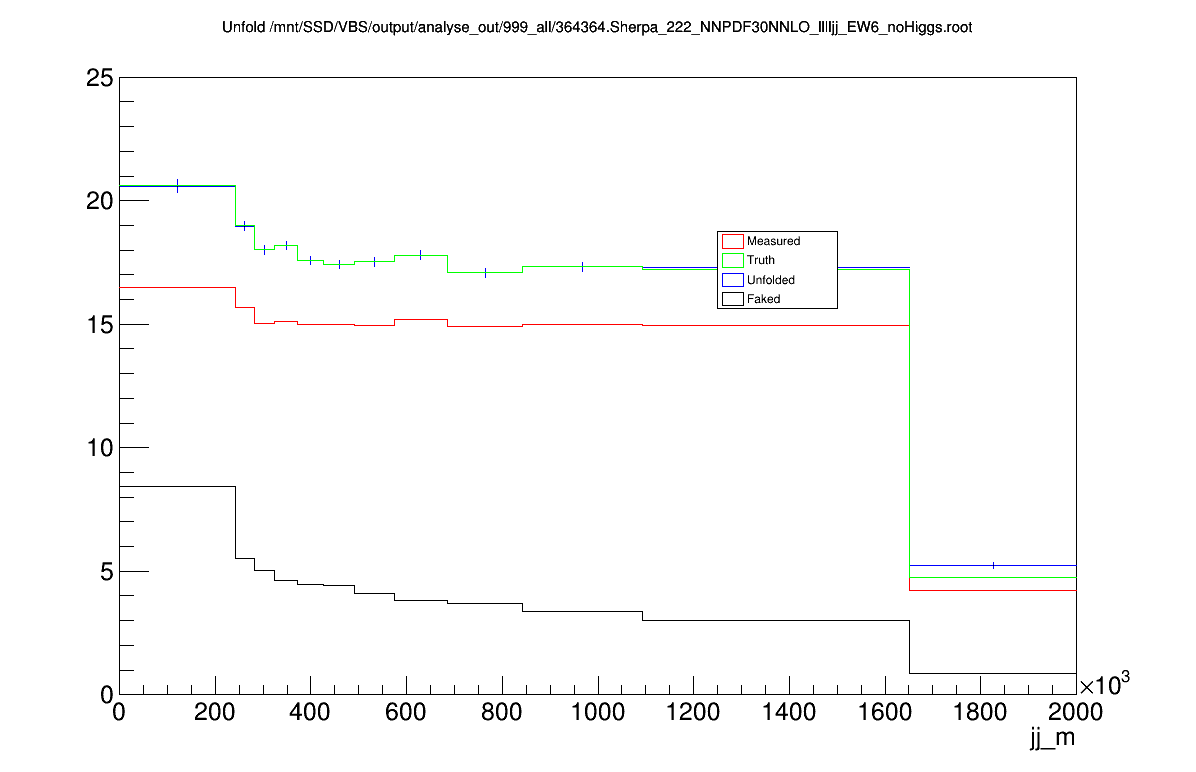 Unfold /mnt/SSD/VBS/output/analyse_out/999_all/364364.Sherpa_222_NNPDF30NNLO_lllljj_EW6_noHiggs.root
25
20
15
10
5
0
Measured
Truth
Unfolded
Faked
0 200 400 600 800 1000 1200 1400 1600 1800 2000
×10³
jj_m